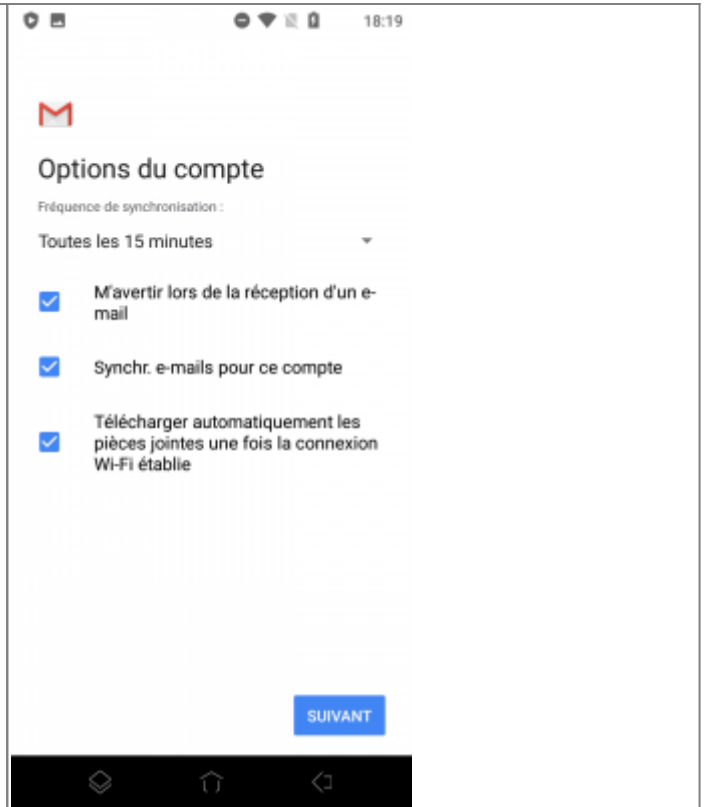 18:19
Options du compte
Fréquence de synchronisation :
Toutes les 15 minutes
M'avertir lors de la réception d'un e-
mail
Synchr. e-mails pour ce compte
Télécharger automatiquement les
pièces jointes une fois la connexion
Wi-Fi établie
SUIVANT